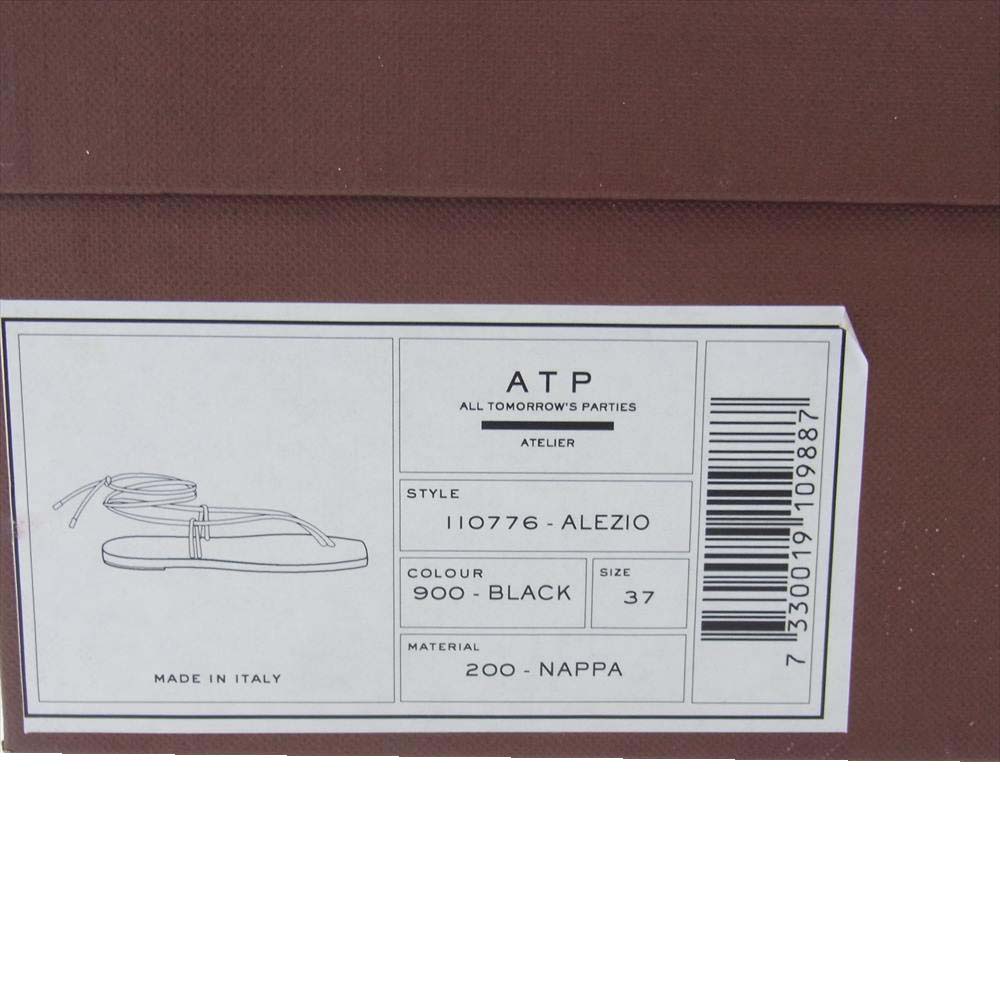 MADE IN ITALY
ATP
ALL TOMORROW'S PARTIES
ATELIER
STYLE
110776 - ALEZIO
COLOUR
900 - BLACK
SIZE
37
MATERIAL
200 - NAPPA
7 330019 109887